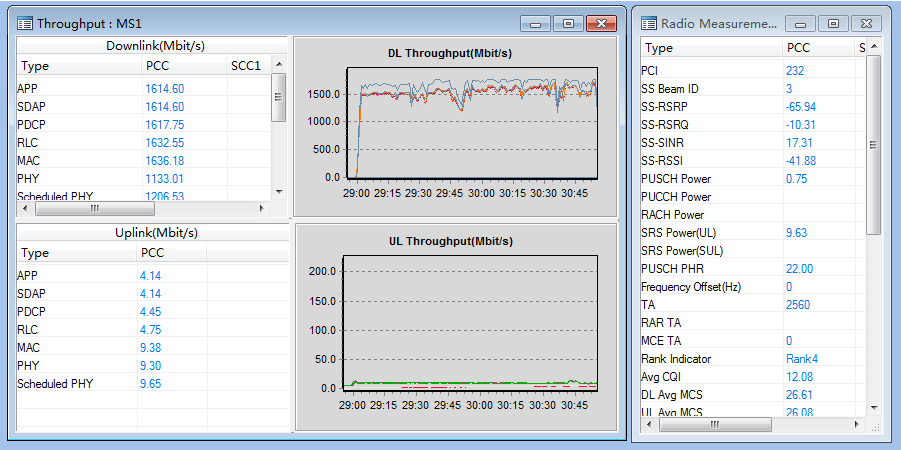 Throughput : MS1
Downlink(Mbit/s)
Type PCC SCC1
APP 1614.60
SDAP 1614.60
PDCP 1617.75
RLC 1632.55
MAC 1636.18
PHY 1133.01
Scheduled PHY 1206.53
DL Throughput(Mbit/s)
1500.0
1000.0
500.0
0.0
29:00 29:15 29:30 29:45 30:00 30:15 30:30 30:45
Uplink(Mbit/s)
Type PCC
APP 4.14
SDAP 4.14
PDCP 4.45
RLC 4.75
MAC 9.38
PHY 9.30
Scheduled PHY 9.65
UL Throughput(Mbit/s)
200.0
150.0
100.0
50.0
0.0
29:00 29:15 29:30 29:45 30:00 30:15 30:30 30:45
Radio Measureme...
Type PCC S
PCI 232
SS Beam ID 3
SS-RSRP -65.94
SS-RSRQ -10.31
SS-SINR 17.31
SS-RSSI -41.88
PUSCH Power 0.75
PUCCH Power
RACH Power
SRS Power(UL) 9.63
SRS Power(SUL)
PUSCH PHR 22.00
Frequency Offset(Hz) 0
TA 2560
RAR TA
MCE TA 0
Rank Indicator Rank4
Avg CQI 12.08
DL Avg MCS 26.61
UL Avg MCS 26.08